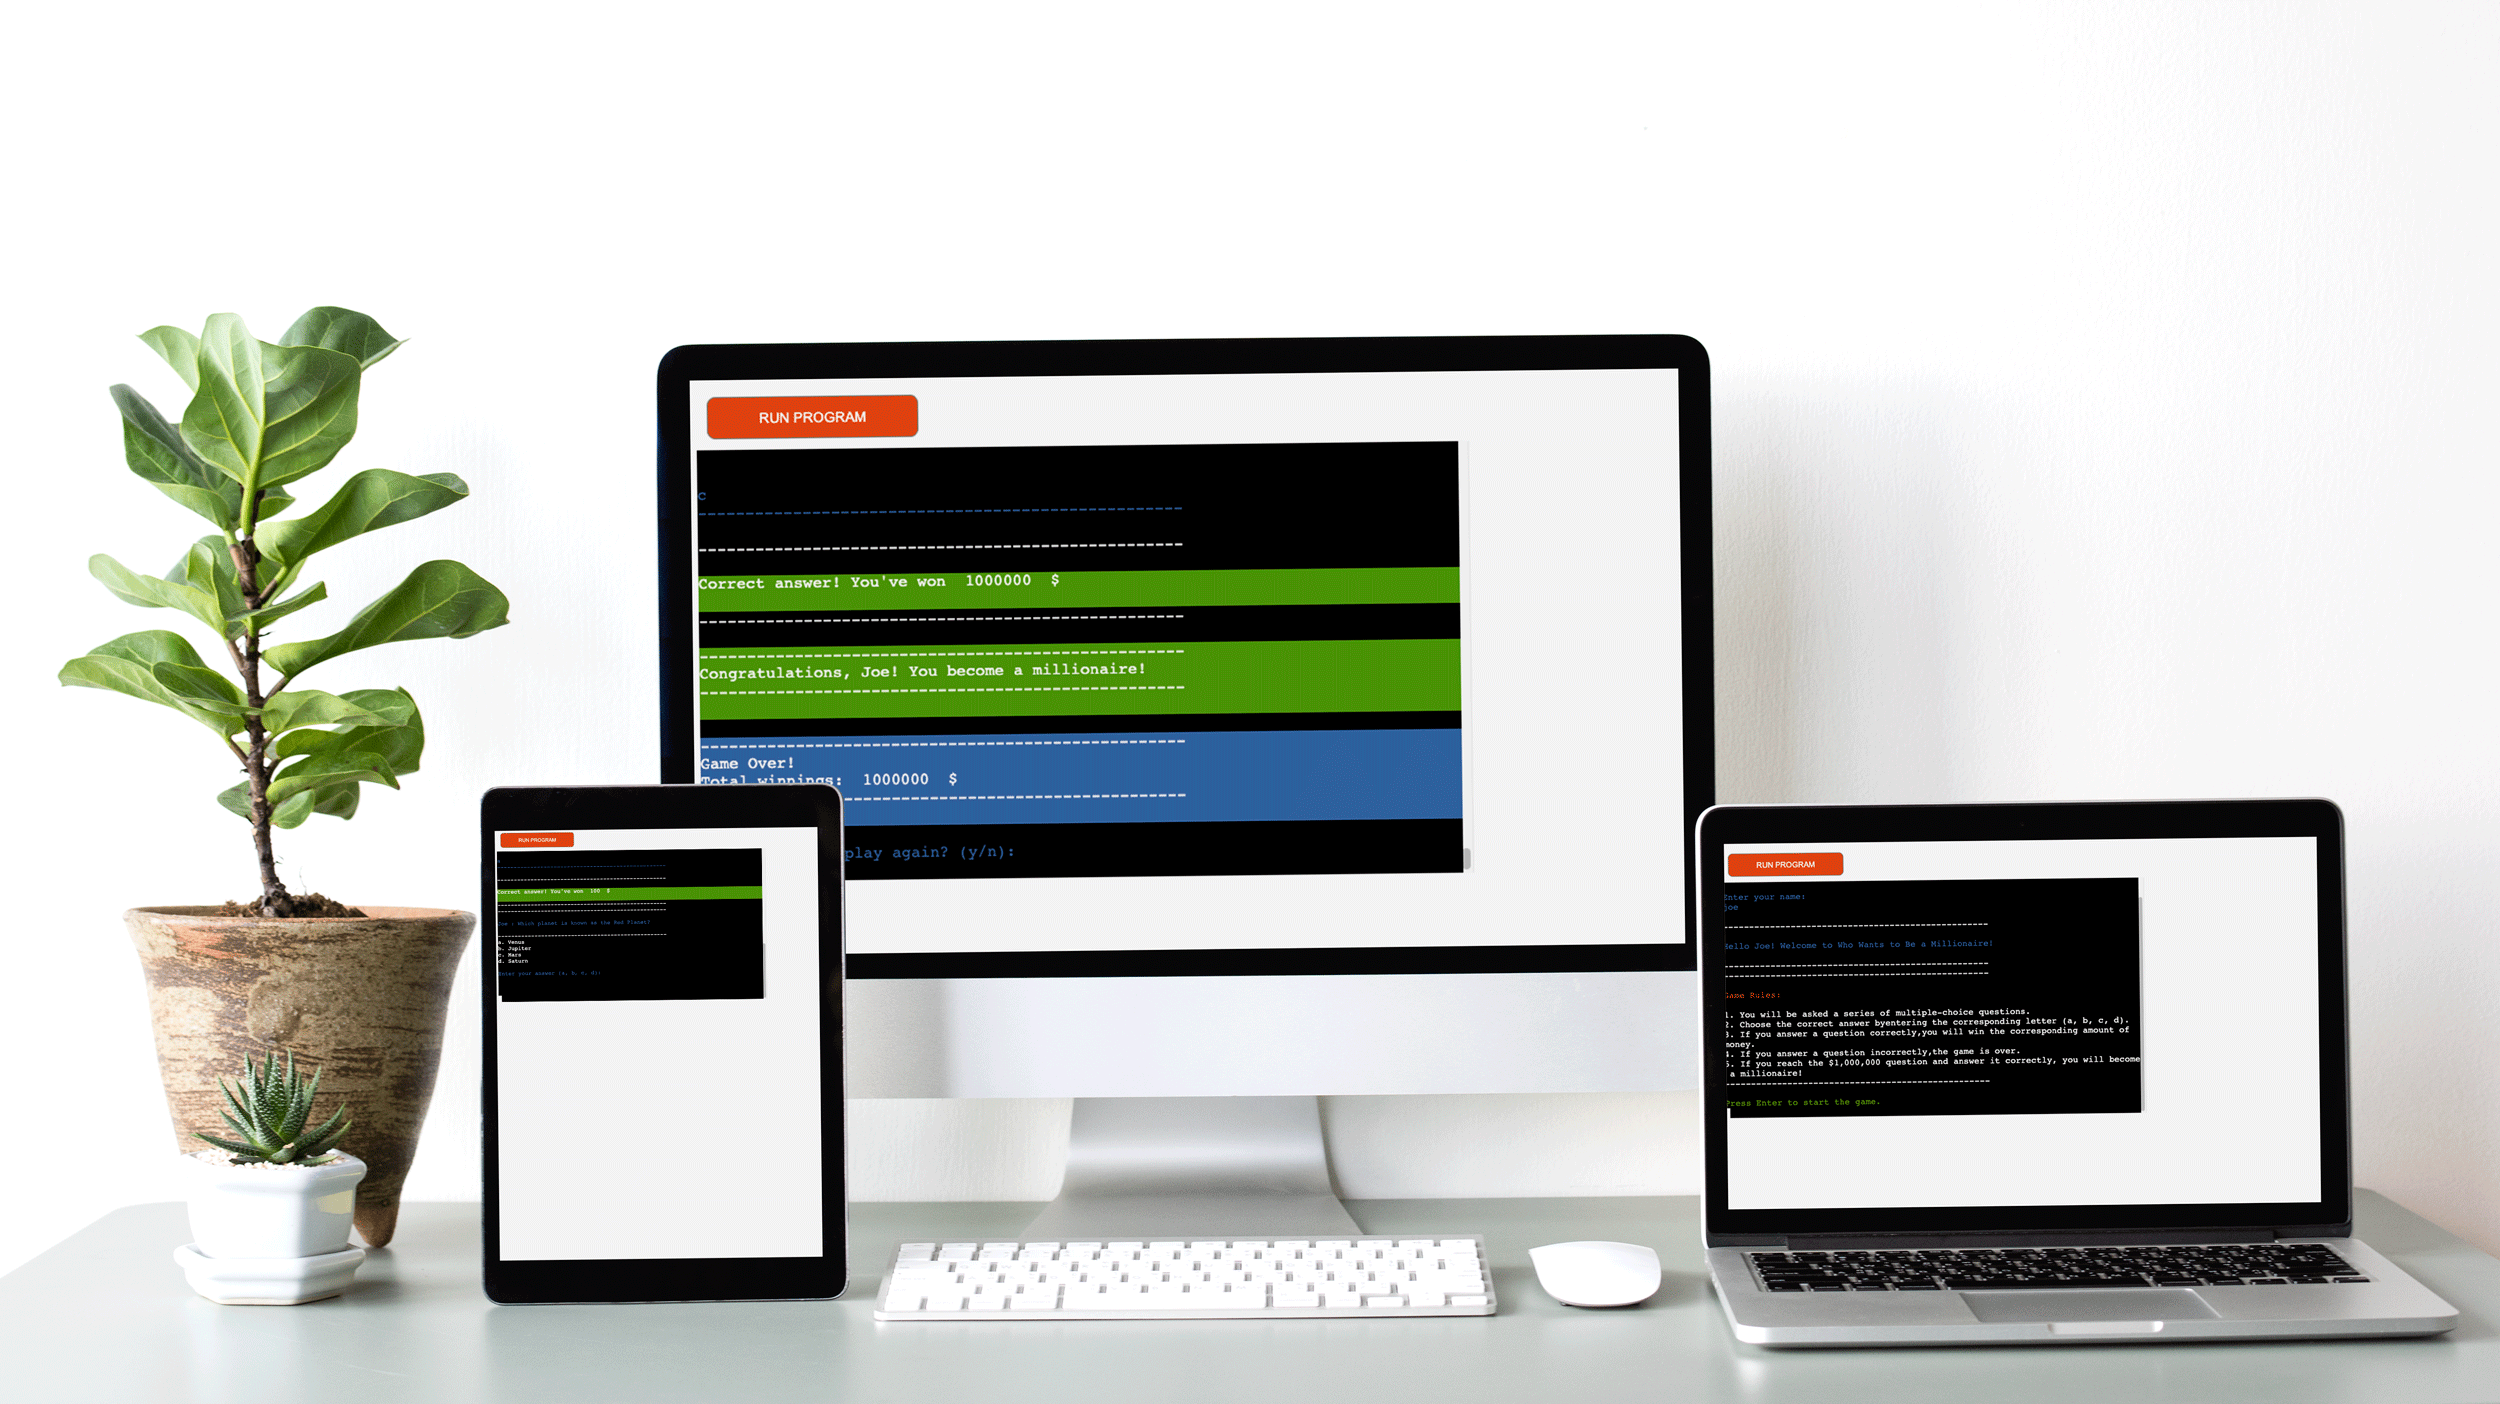 RUN PROGRAM
c
--------------------------------------------------
--------------------------------------------------
Correct answer! You've won 1000000 $
--------------------------------------------------
--------------------------------------------------
Congratulations, Joe! You become a millionaire!
--------------------------------------------------
--------------------------------------------------
Game Over!
Total winnings: 1000000 $
--------------------------------------------------
play again? (y/n):
RUN PROGRAM
--------------------------------------------------
--------------------------------------------------
Correct answer! You've won 100 $
--------------------------------------------------
--------------------------------------------------
Joe : Which planet is known as the Red Planet?
--------------------------------------------------
a. Venus
b. Jupiter
c. Mars
d. Saturn
Enter your answer (a, b, c, d):
RUN PROGRAM
Enter your name:
joe
--------------------------------------------------
Hello Joe! Welcome to Who Wants to Be a Millionaire!
--------------------------------------------------
--------------------------------------------------
Game Rules:
1. You will be asked a series of multiple-choice questions.
2. Choose the correct answer byentering the corresponding letter (a, b, c, d).
3. If you answer a question correctly,you will win the corresponding amount of
money.
4. If you answer a question incorrectly,the game is over.
5. If you reach the $1,000,000 question and answer it correctly, you will become
a millionaire!
--------------------------------------------------
Press Enter to start the game.